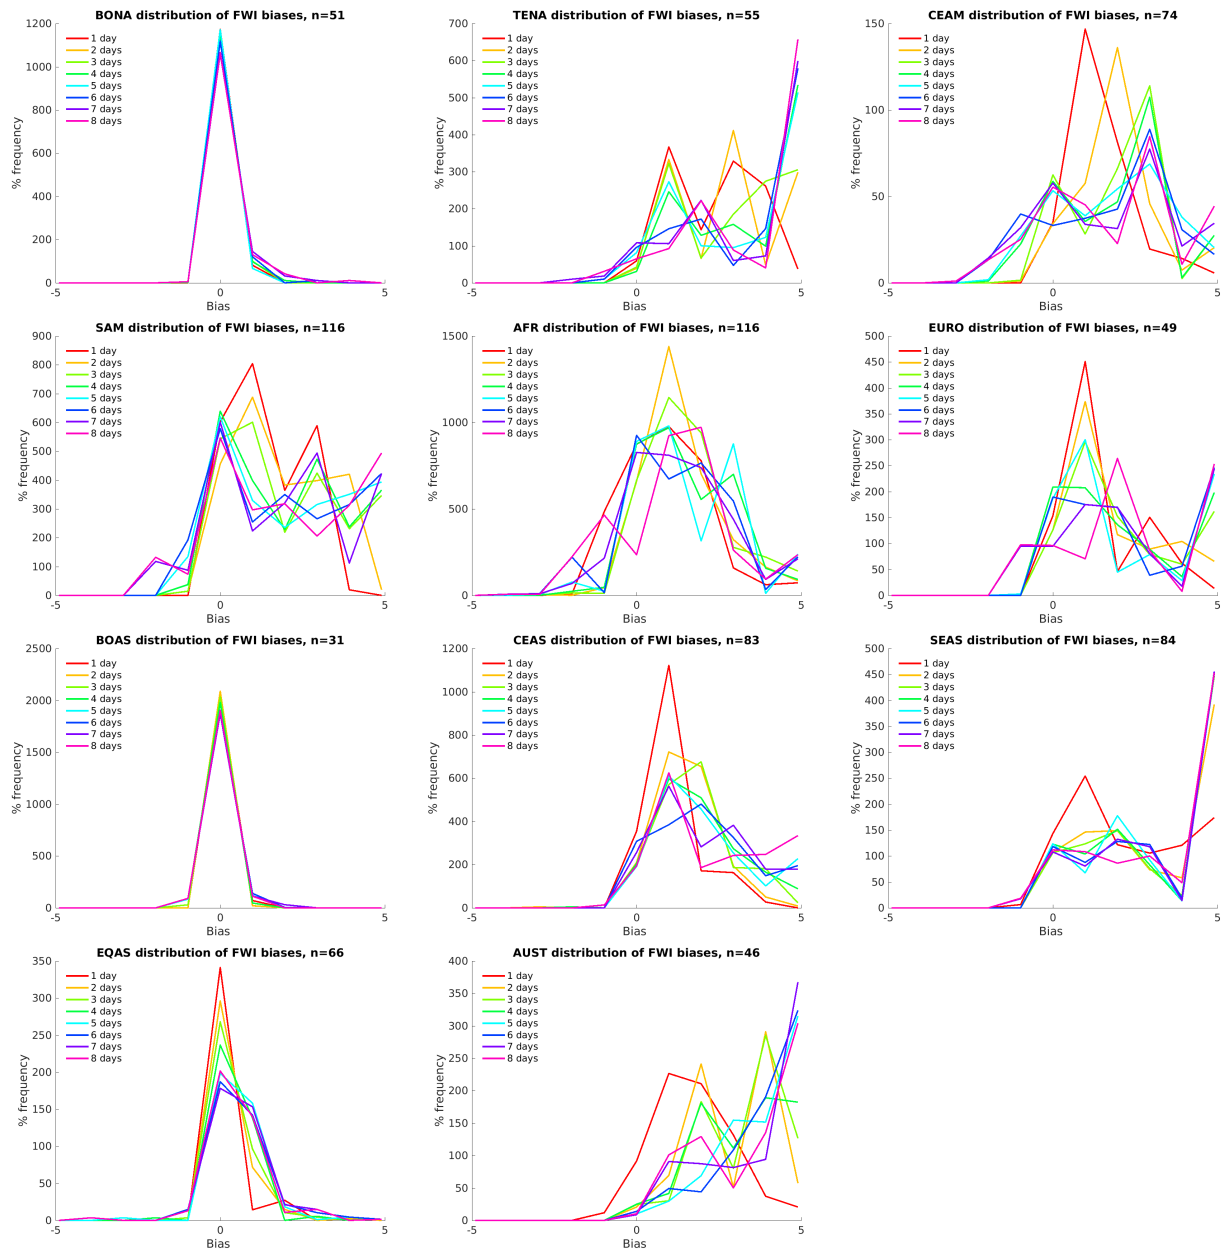 BONA distribution of FWI biases, n=51
1200
1000
800
600
400
200
0
% frequency
1 day
2 days
3 days
4 days
5 days
6 days
7 days
8 days
-5
0
5
Bias
TENA distribution of FWI biases, n=55
700
600
500
400
300
200
100
0
% frequency
1 day
2 days
3 days
4 days
5 days
6 days
7 days
8 days
-5
0
5
Bias
CEAM distribution of FWI biases, n=74
150
100
50
0
% frequency
1 day
2 days
3 days
4 days
5 days
6 days
7 days
8 days
-5
0
5
Bias
SAM distribution of FWI biases, n=116
900
800
700
600
500
400
300
200
100
0
% frequency
1 day
2 days
3 days
4 days
5 days
6 days
7 days
8 days
-5
0
5
Bias
AFR distribution of FWI biases, n=116
1500
1000
500
0
% frequency
1 day
2 days
3 days
4 days
5 days
6 days
7 days
8 days
-5
0
5
Bias
EURO distribution of FWI biases, n=49
500
450
400
350
300
250
200
150
100
50
0
% frequency
1 day
2 days
3 days
4 days
5 days
6 days
7 days
8 days
-5
0
5
Bias
BOAS distribution of FWI biases, n=31
2500
2000
1500
1000
500
0
% frequency
1 day
2 days
3 days
4 days
5 days
6 days
7 days
8 days
-5
0
5
Bias
CEAS distribution of FWI biases, n=83
1200
1000
800
600
400
200
0
% frequency
1 day
2 days
3 days
4 days
5 days
6 days
7 days
8 days
-5
0
5
Bias
SEAS distribution of FWI biases, n=84
500
450
400
350
300
250
200
150
100
50
0
% frequency
1 day
2 days
3 days
4 days
5 days
6 days
7 days
8 days
-5
0
5
Bias
EQAS distribution of FWI biases, n=66
350
300
250
200
150
100
50
0
% frequency
1 day
2 days
3 days
4 days
5 days
6 days
7 days
8 days
-5
0
5
Bias
AUST distribution of FWI biases, n=46
400
350
300
250
200
150
100
50
0
% frequency
1 day
2 days
3 days
4 days
5 days
6 days
7 days
8 days
-5
0
5
Bias